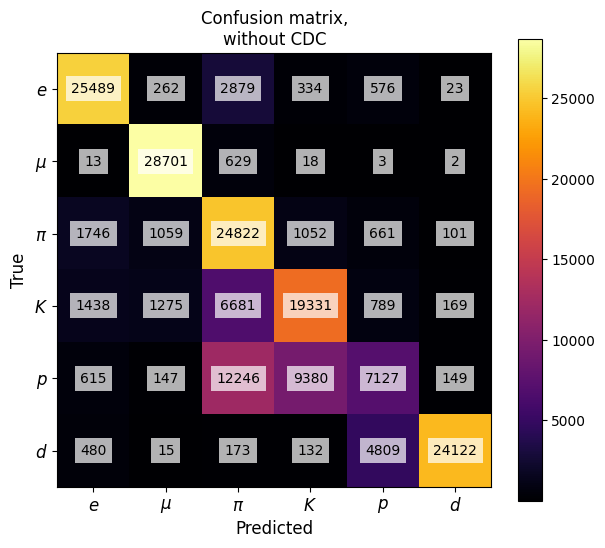 Confusion matrix,
without CDC
e 25489 262 2879 334 576 23
μ 13 28701 629 18 3 2
π 1746 1059 24822 1052 661 101
K 1438 1275 6681 19331 789 169
p 615 147 12246 9380 7127 149
d 480 15 173 132 4809 24122
e μ π K p d
True
Predicted
25000
20000
15000
10000
5000